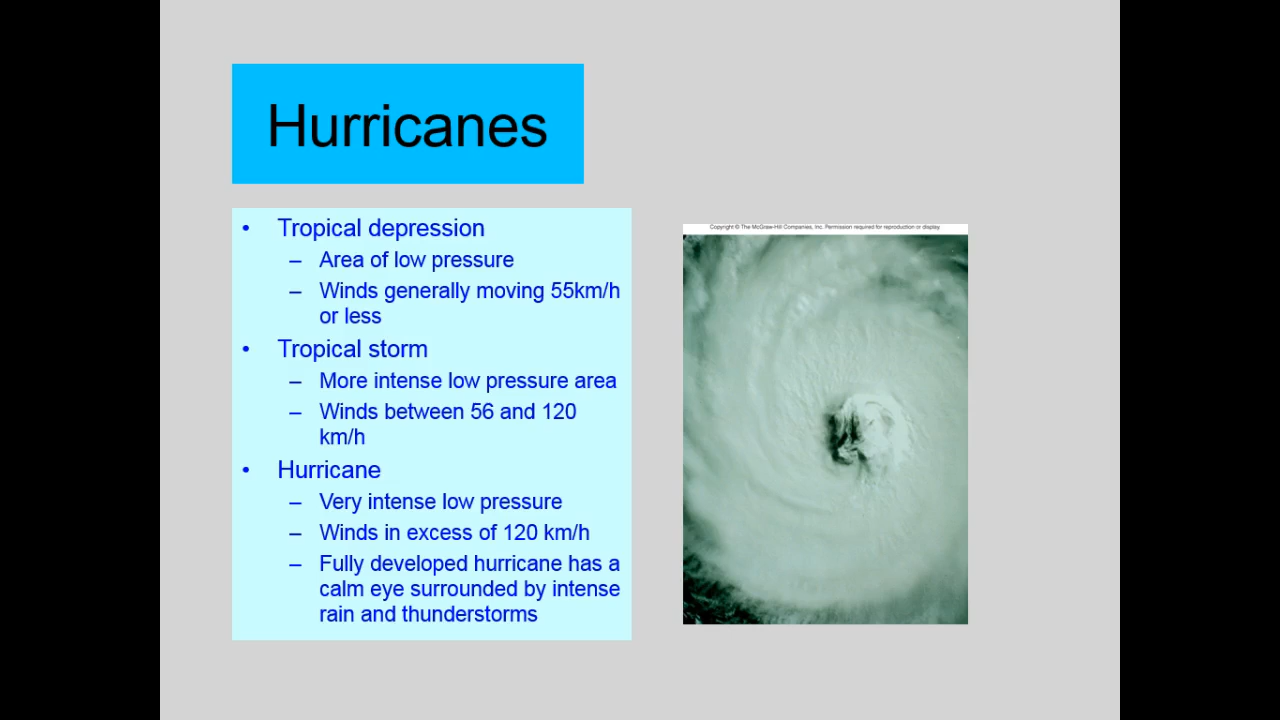 Hurricanes
• Tropical depression
– Area of low pressure
– Winds generally moving 55km/h
or less
• Tropical storm
– More intense low pressure area
– Winds between 56 and 120
km/h
• Hurricane
– Very intense low pressure
– Winds in excess of 120 km/h
– Fully developed hurricane has a
calm eye surrounded by intense
rain and thunderstorms
Copyright © The McGraw-Hill Companies, Inc. Permission required for reproduction or display.